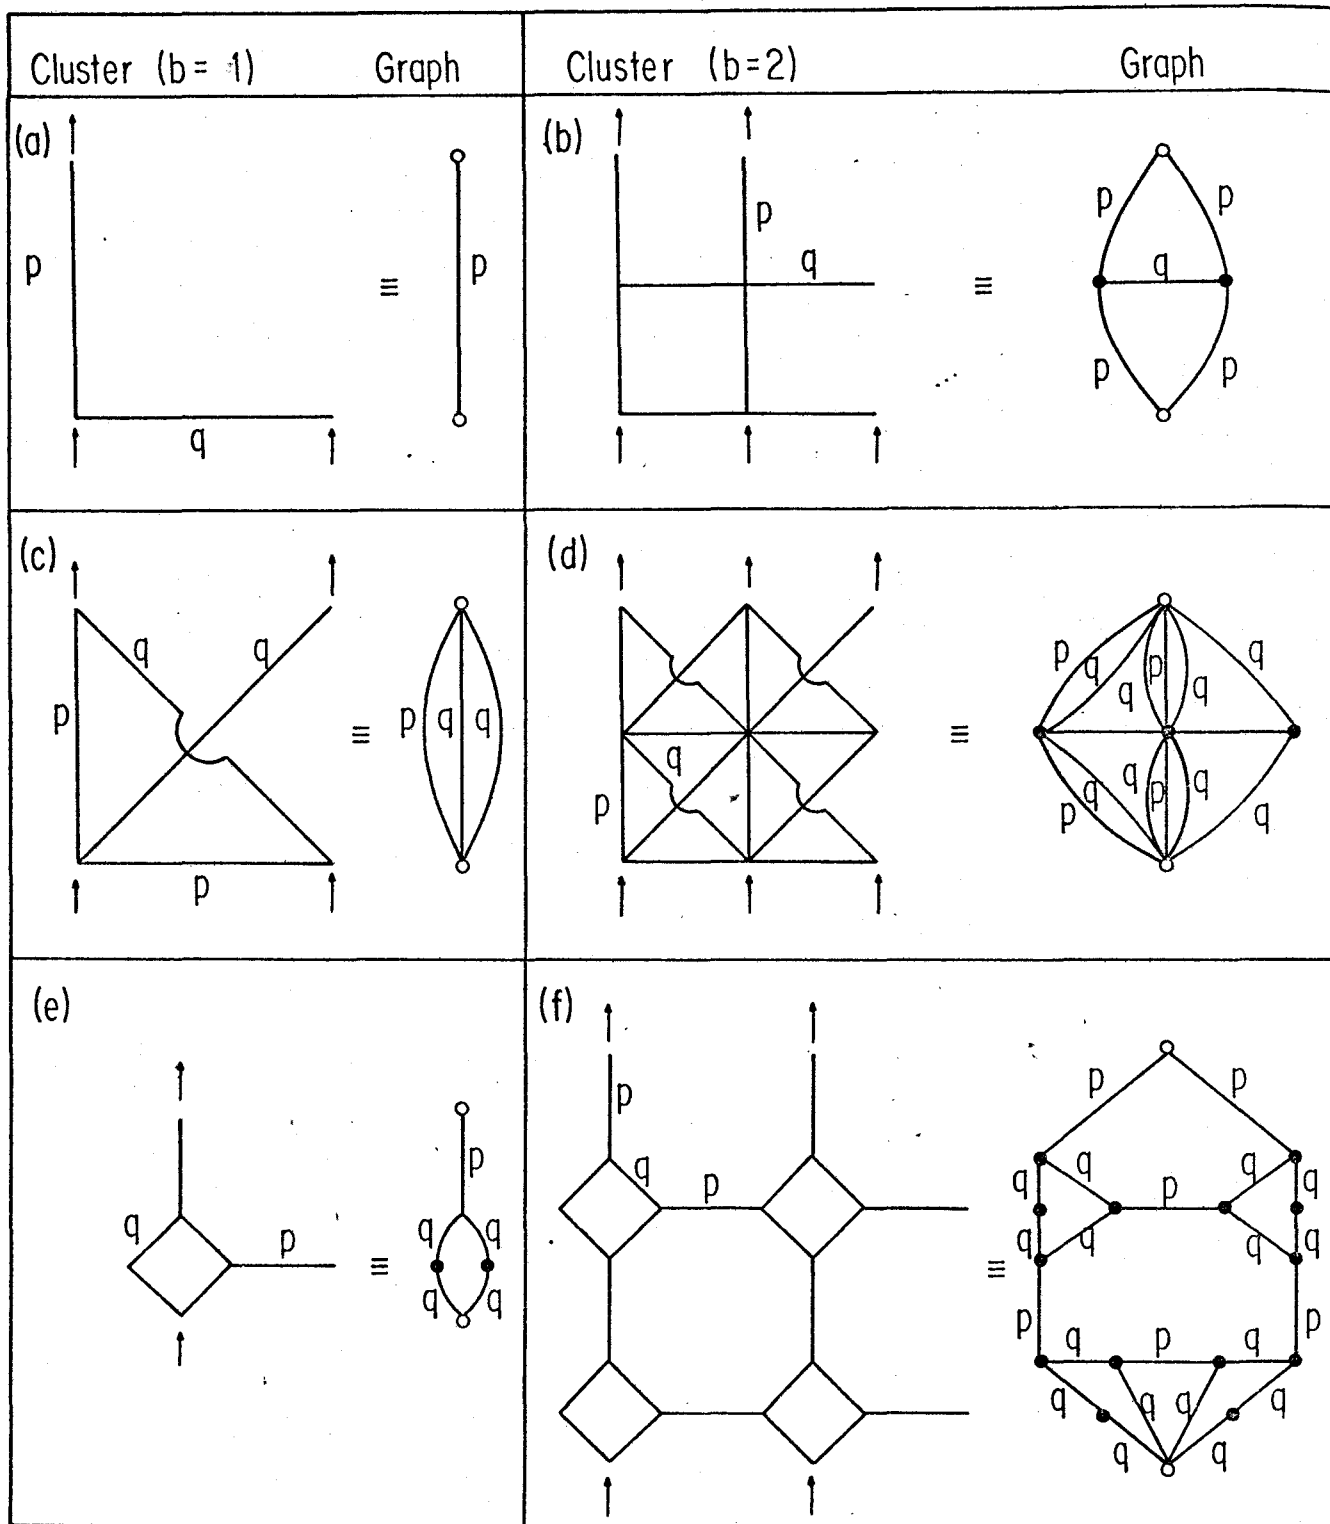 Cluster (b= 1) Graph Cluster (b=2) Graph
(a)
p
q
≡
p
(b)
p
q
≡
p p
q
p p
(c)
q q
p
p
≡
p q q
(d)
q
p
≡
p q q p q q
p q q p q q
(e)
q
p
≡
p
q q
q q
(f)
p
q p
≡
p p
q q q q
p
q q q q
p p
q p q
q q q q
q q